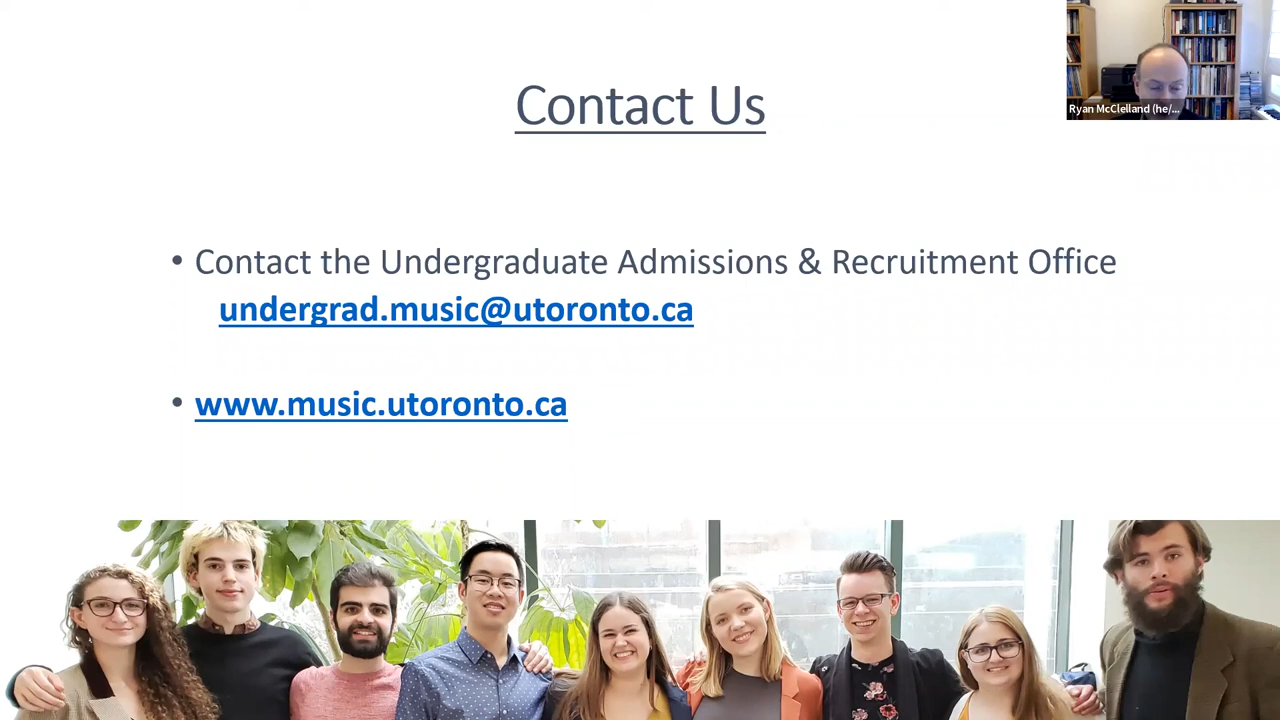 Contact Us
Ryan McClelland (he/...
• Contact the Undergraduate Admissions & Recruitment Office
undergrad.music@utoronto.ca
• www.music.utoronto.ca